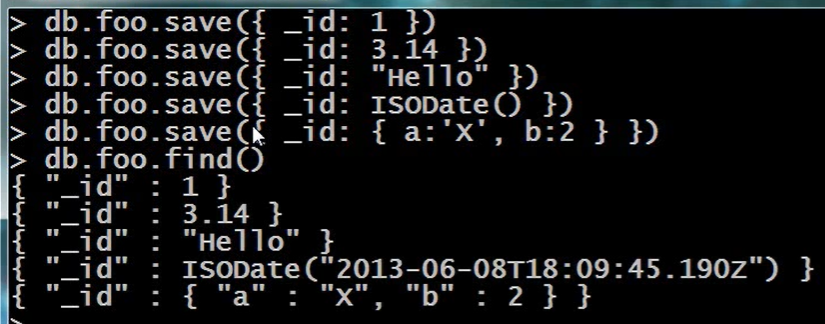 > db.foo.save({ _id: 1 })
> db.foo.save({ _id: 3.14 })
> db.foo.save({ _id: "Hello" })
> db.foo.save({ _id: ISODate() })
> db.foo.save({ _id: { a:'X', b:2 } })
> db.foo.find()
{ "_id" : 1 }
{ "_id" : 3.14 }
{ "_id" : "Hello" }
{ "_id" : ISODate("2013-06-08T18:09:45.190Z") }
{ "_id" : { "a" : "X", "b" : 2 } }
>